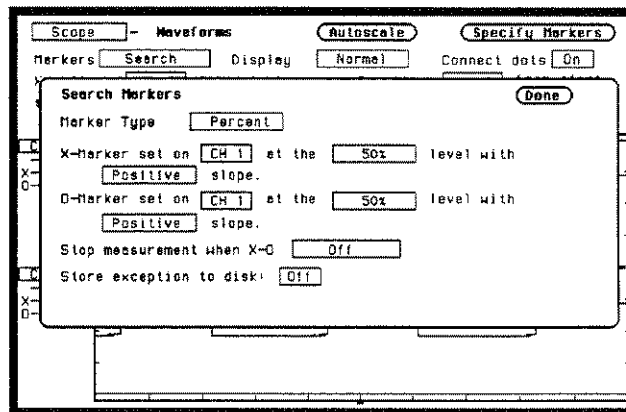 Scope - Waveforms Autoscale Specify Markers
Markers Search Display Normal Connect dots On
Search Markers Done
Marker Type Percent
X-Marker set on CH 1 at the 50% level with
Positive slope.
O-Marker set on CH 1 at the 50% level with
Positive slope.
Stop measurement when X-O Off
Store exception to disk: Off
X-
O-
X-
O-